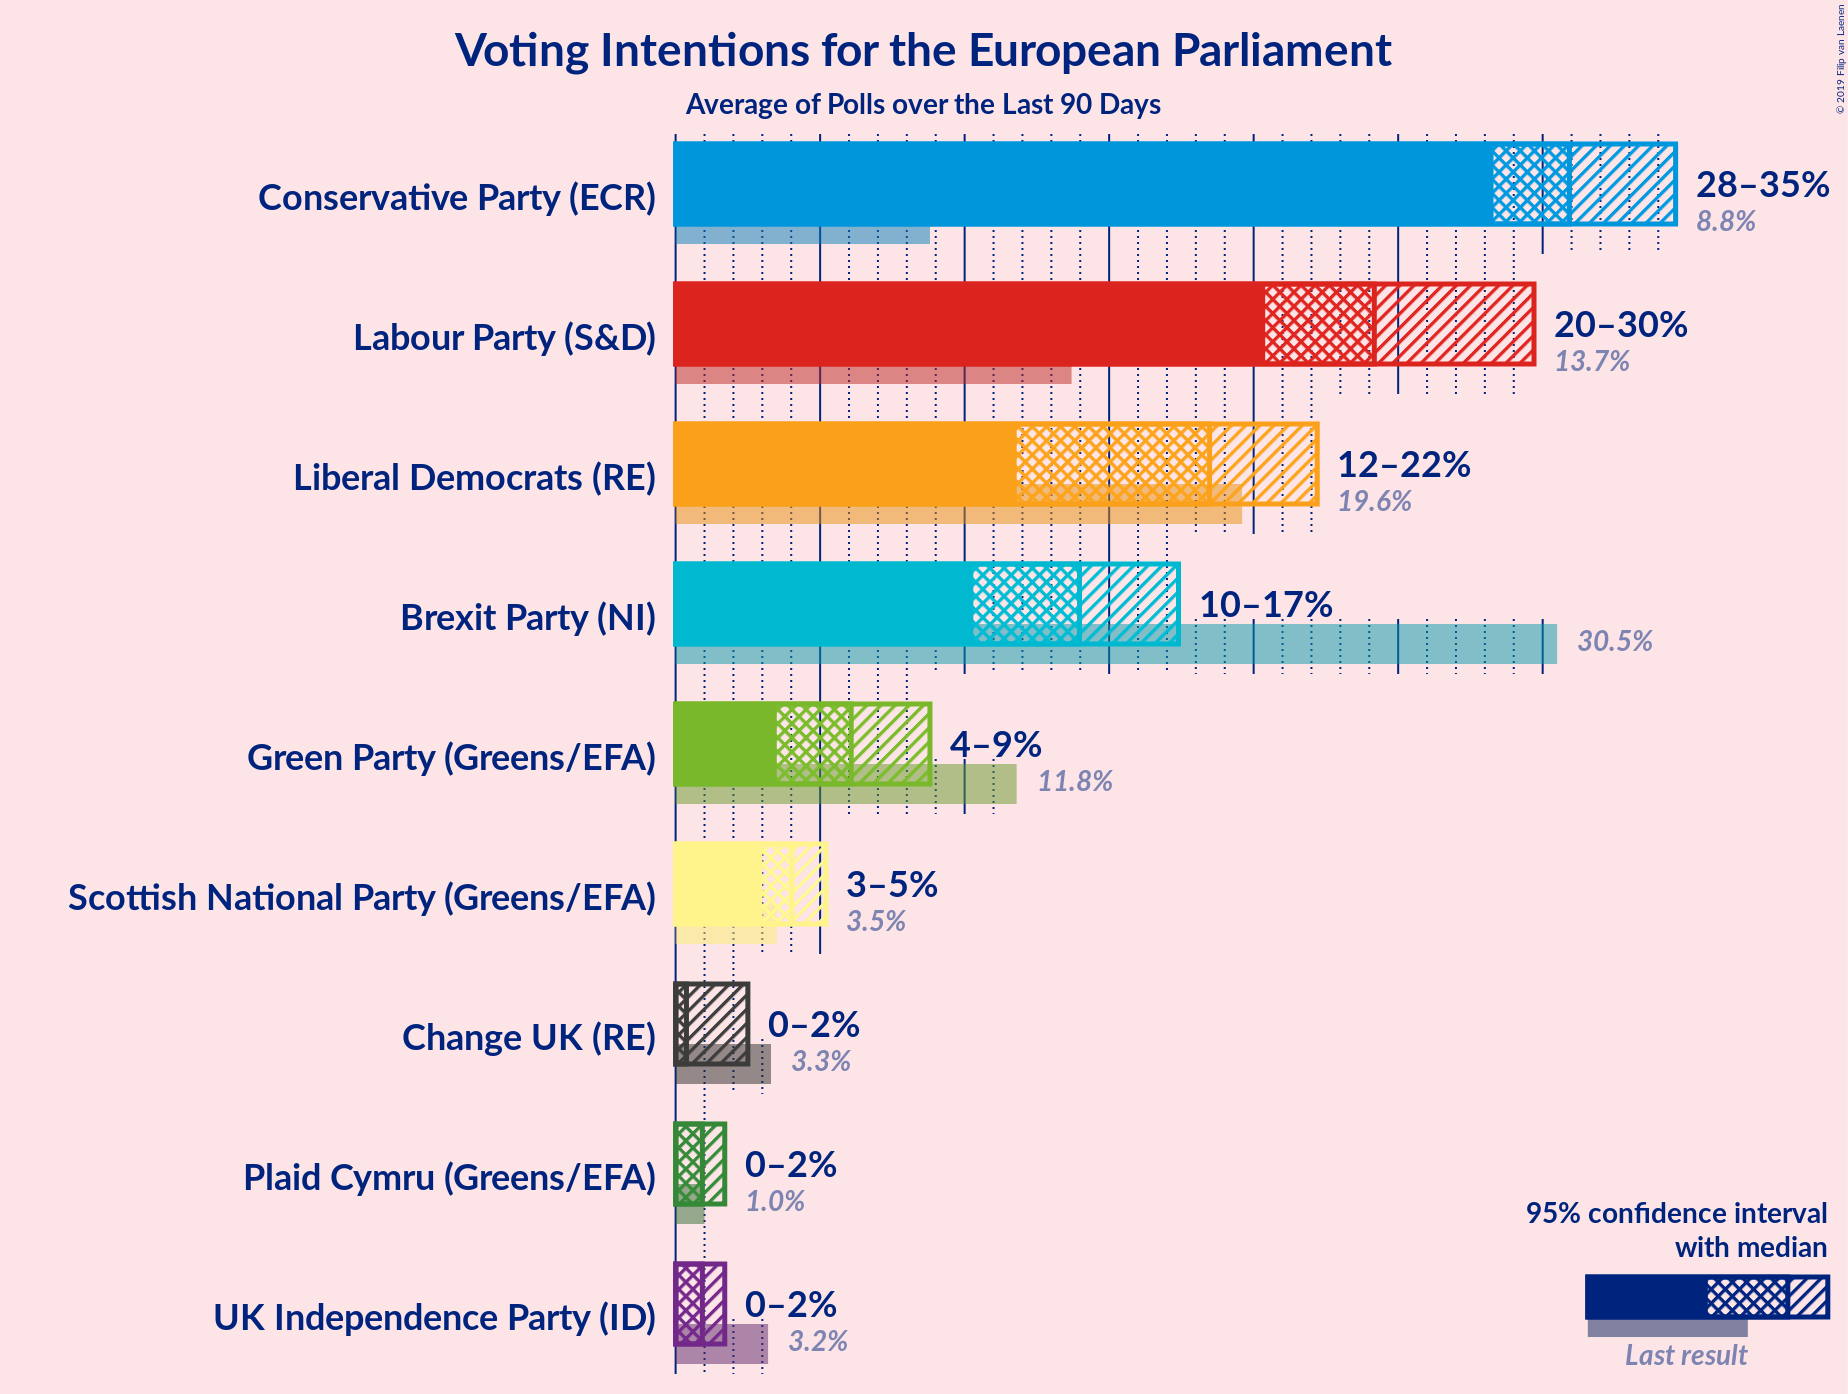 Voting Intentions for the European Parliament
Average of Polls over the Last 90 Days
© 2019 Filip van Laenen
Conservative Party (ECR)
28–35%
8.8%
Labour Party (S&D)
20–30%
13.7%
Liberal Democrats (RE)
12–22%
19.6%
Brexit Party (NI)
10–17%
30.5%
Green Party (Greens/EFA)
4–9%
11.8%
Scottish National Party (Greens/EFA)
3–5%
3.5%
Change UK (RE)
0–2%
3.3%
Plaid Cymru (Greens/EFA)
0–2%
1.0%
UK Independence Party (ID)
0–2%
3.2%
95% confidence interval
with median
Last result